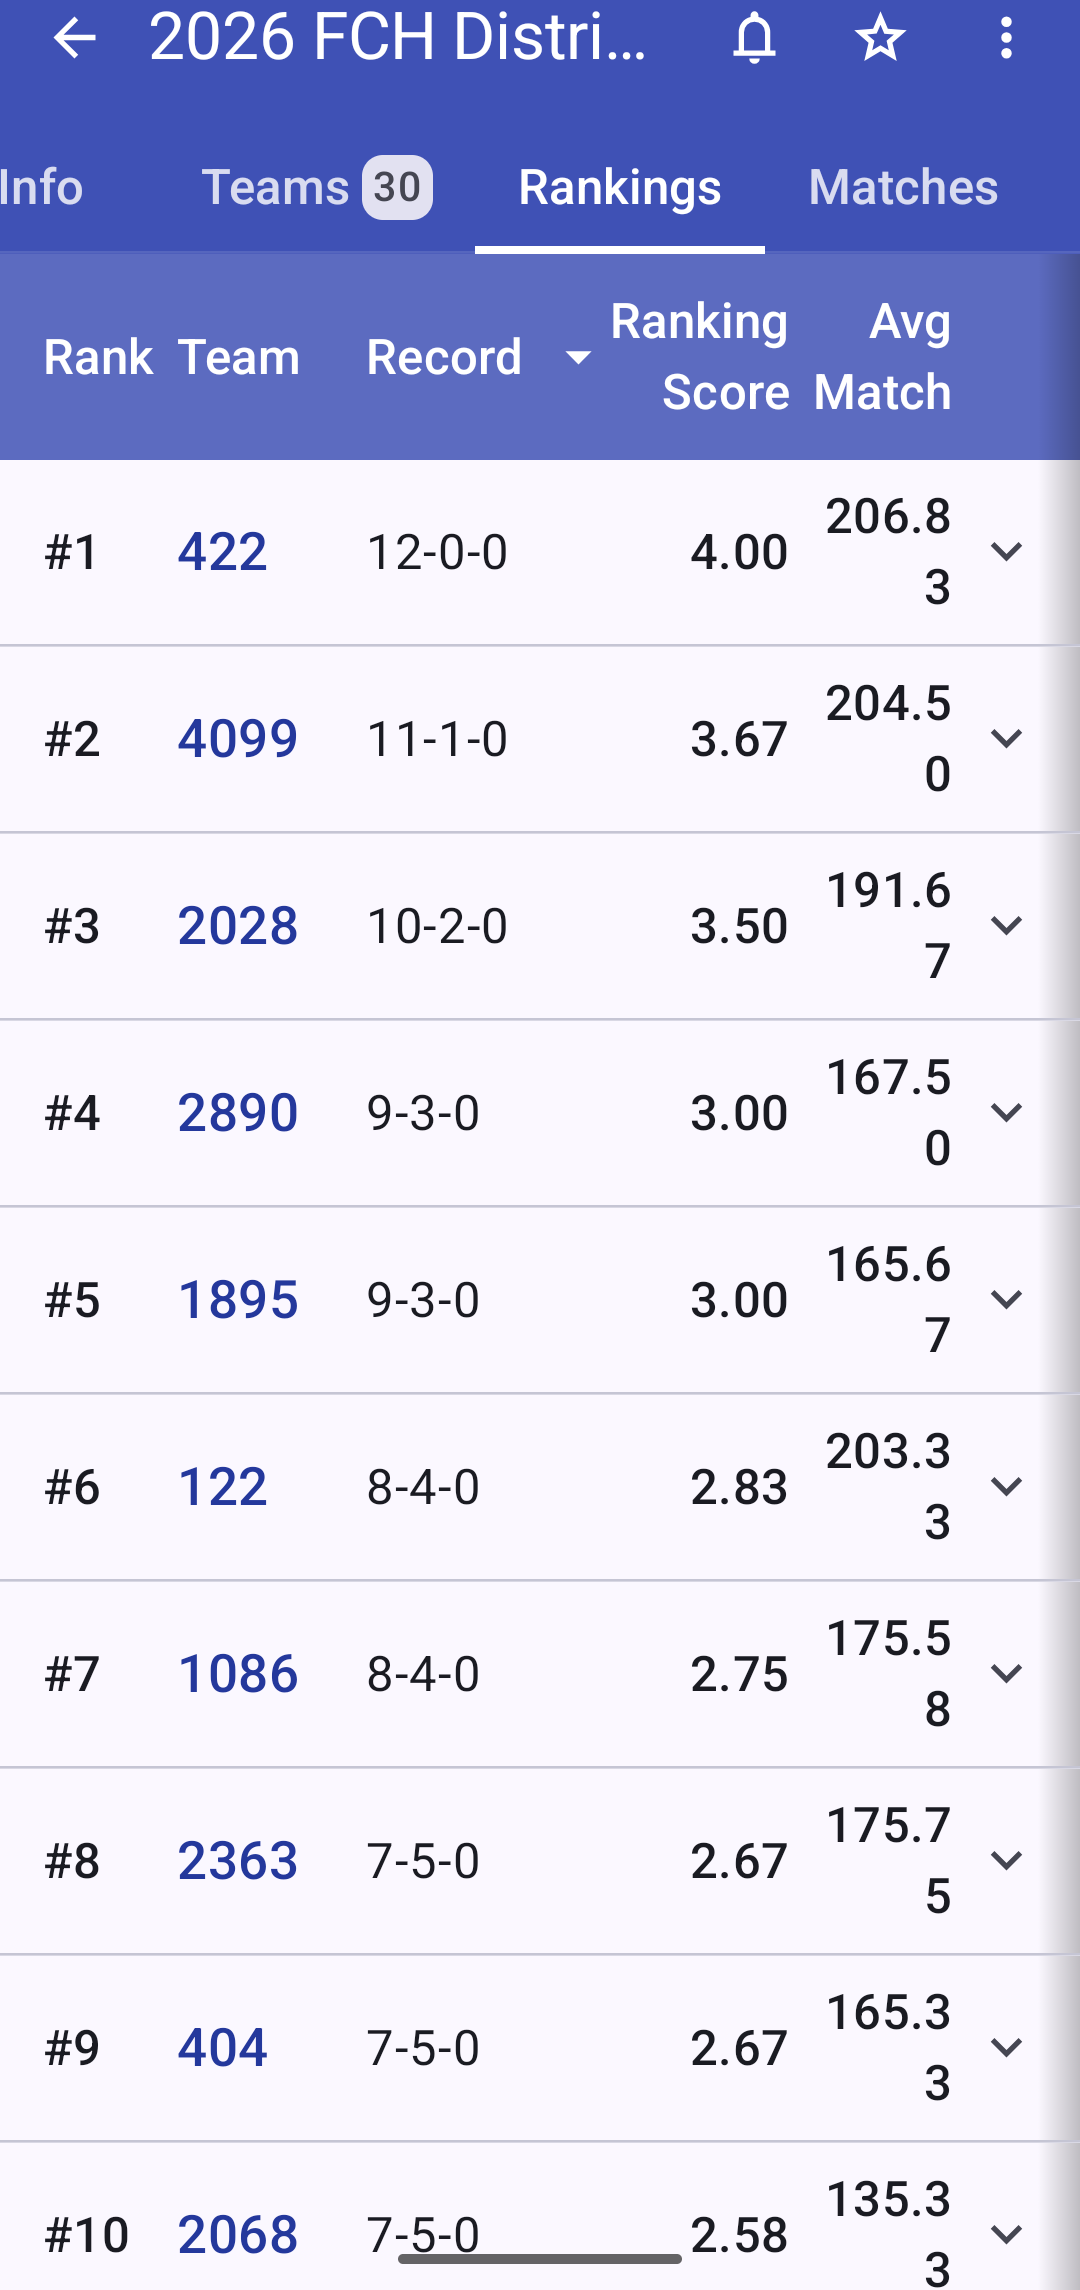 2026 FCH Distri...
Info Teams 30 Rankings Matches
Rank Team Record Ranking Score Avg Match
#1 422 12-0-0 4.00 206.83
#2 4099 11-1-0 3.67 204.50
#3 2028 10-2-0 3.50 191.67
#4 2890 9-3-0 3.00 167.50
#5 1895 9-3-0 3.00 165.67
#6 122 8-4-0 2.83 203.33
#7 1086 8-4-0 2.75 175.58
#8 2363 7-5-0 2.67 175.75
#9 404 7-5-0 2.67 165.33
#10 2068 7-5-0 2.58 135.33